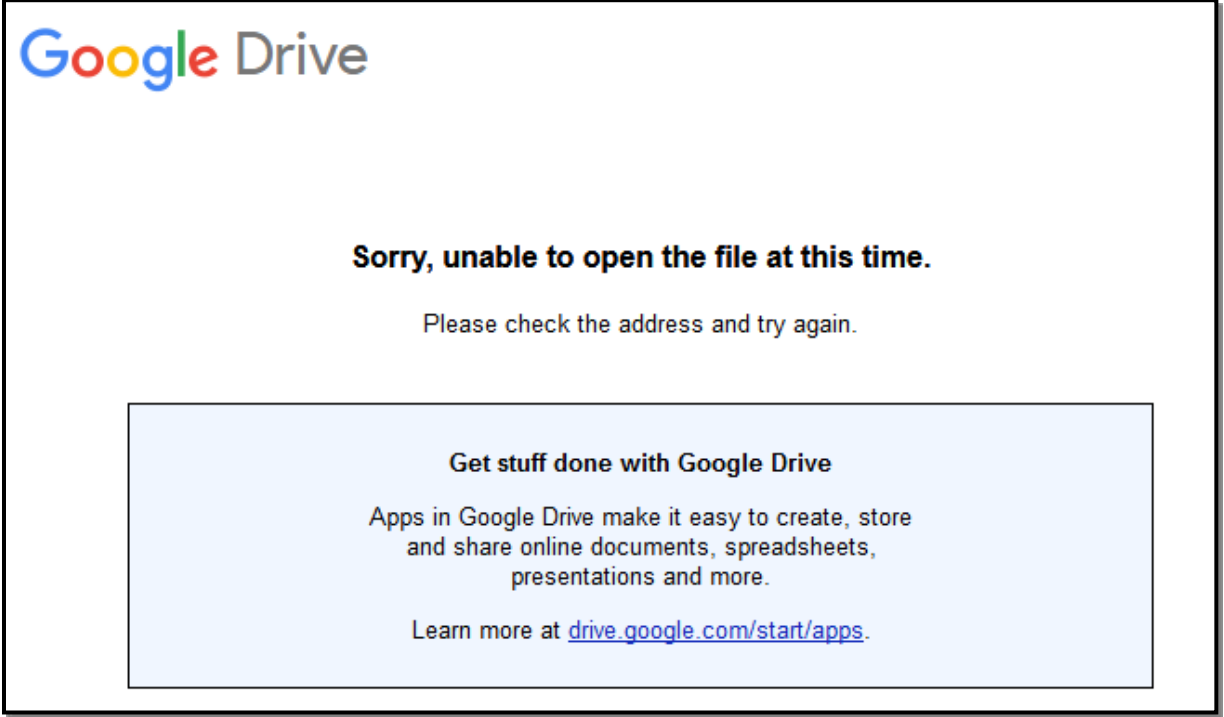 Google Drive
Sorry, unable to open the file at this time.
Please check the address and try again.
Get stuff done with Google Drive
Apps in Google Drive make it easy to create, store
and share online documents, spreadsheets,
presentations and more.
Learn more at drive.google.com/start/apps.